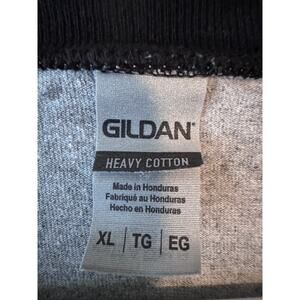 GILDAN®
HEAVY COTTON
Made in Honduras
Fabriqué au Honduras
Hecho en Honduras
XL | TG | EG